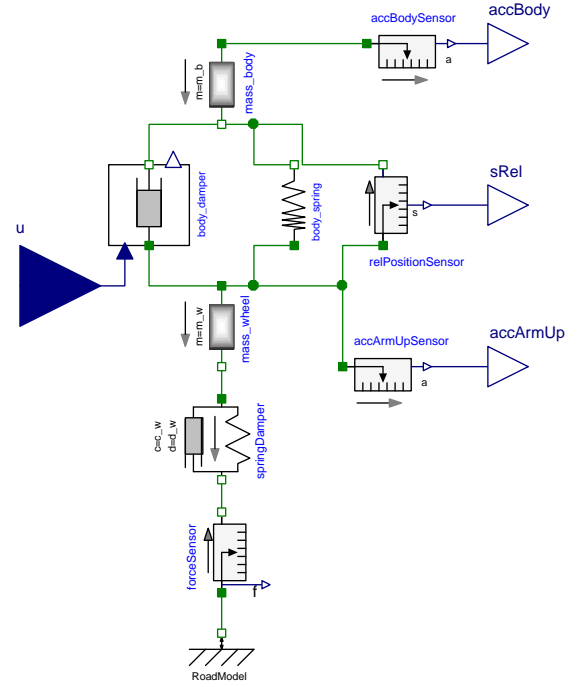 accBody
accBodySensor
a
m=m_b
mass_body
body_damper
body_spring
sRel
s
relPositionSensor
u
m=m_w
mass_wheel
accArmUp
accArmUpSensor
a
c=c_w
d=d_w
springDamper
forceSensor
f
RoadModel